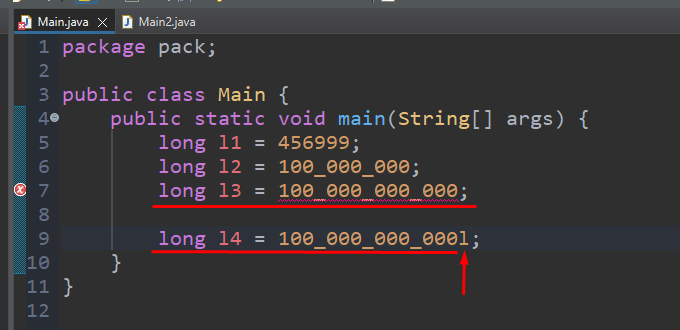 Main.java Main2.java
1 package pack;
2
3 public class Main {
4 public static void main(String[] args) {
5 long l1 = 456999;
6 long l2 = 100_000_000;
7 long l3 = 100_000_000_000;
8
9 long l4 = 100_000_000_000l;
10 }
11 }
12